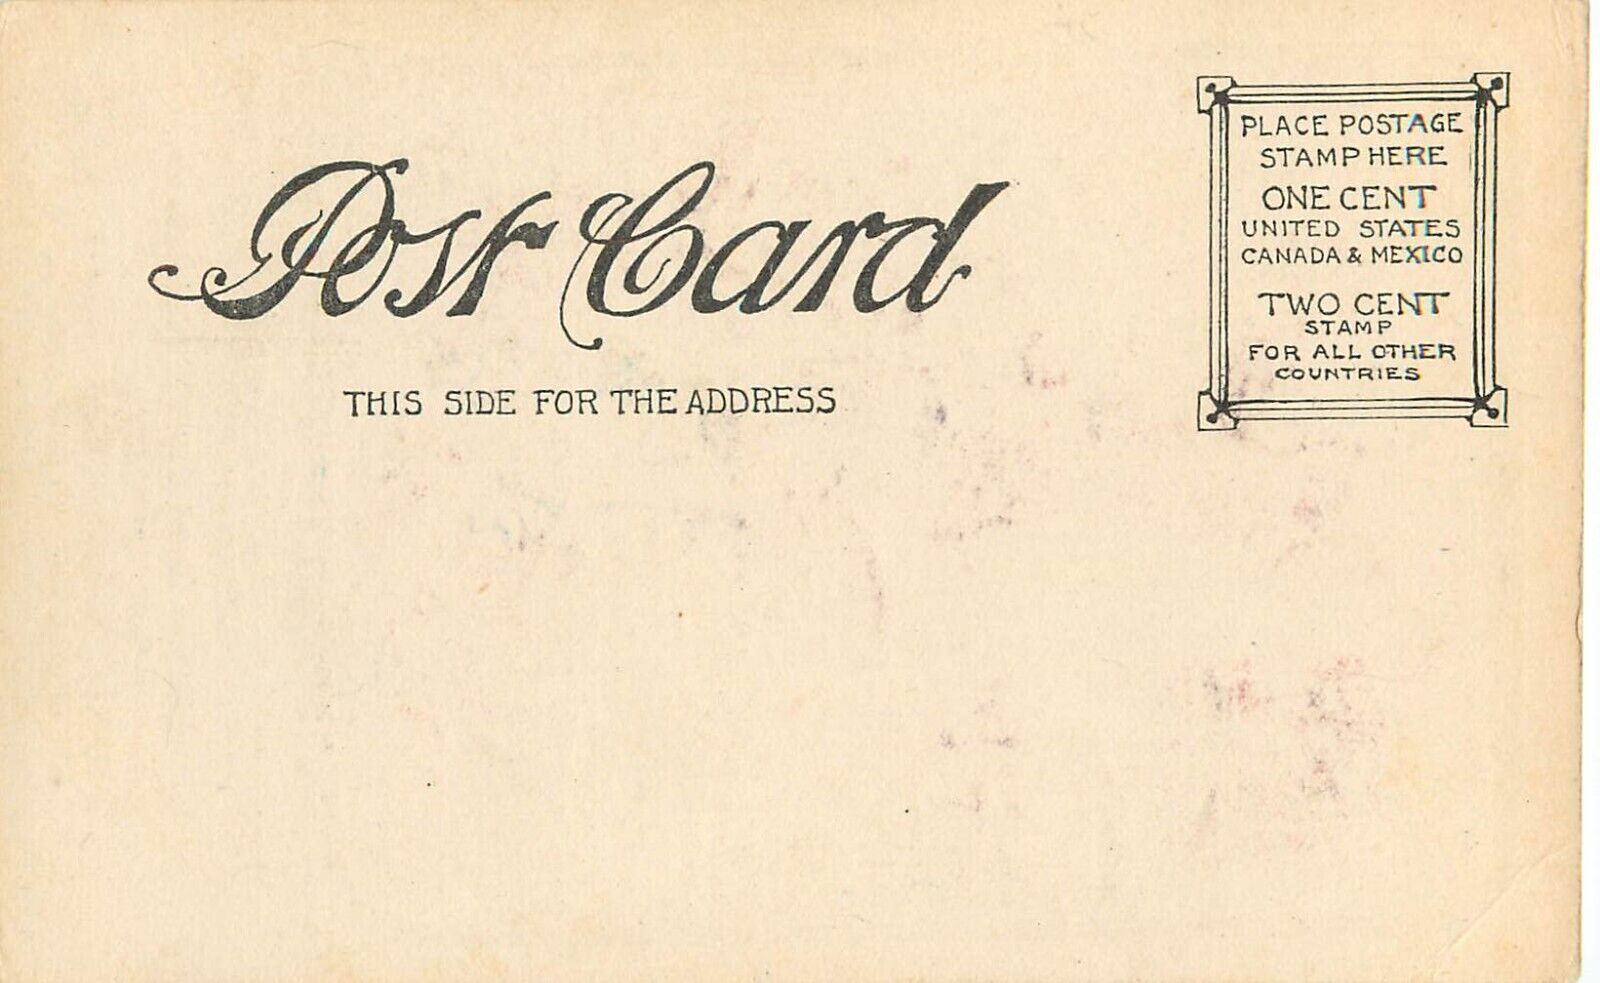 Post Card
THIS SIDE FOR THE ADDRESS
PLACE POSTAGE
STAMP HERE
ONE CENT
UNITED STATES
CANADA & MEXICO
TWO CENT
STAMP
FOR ALL OTHER
COUNTRIES